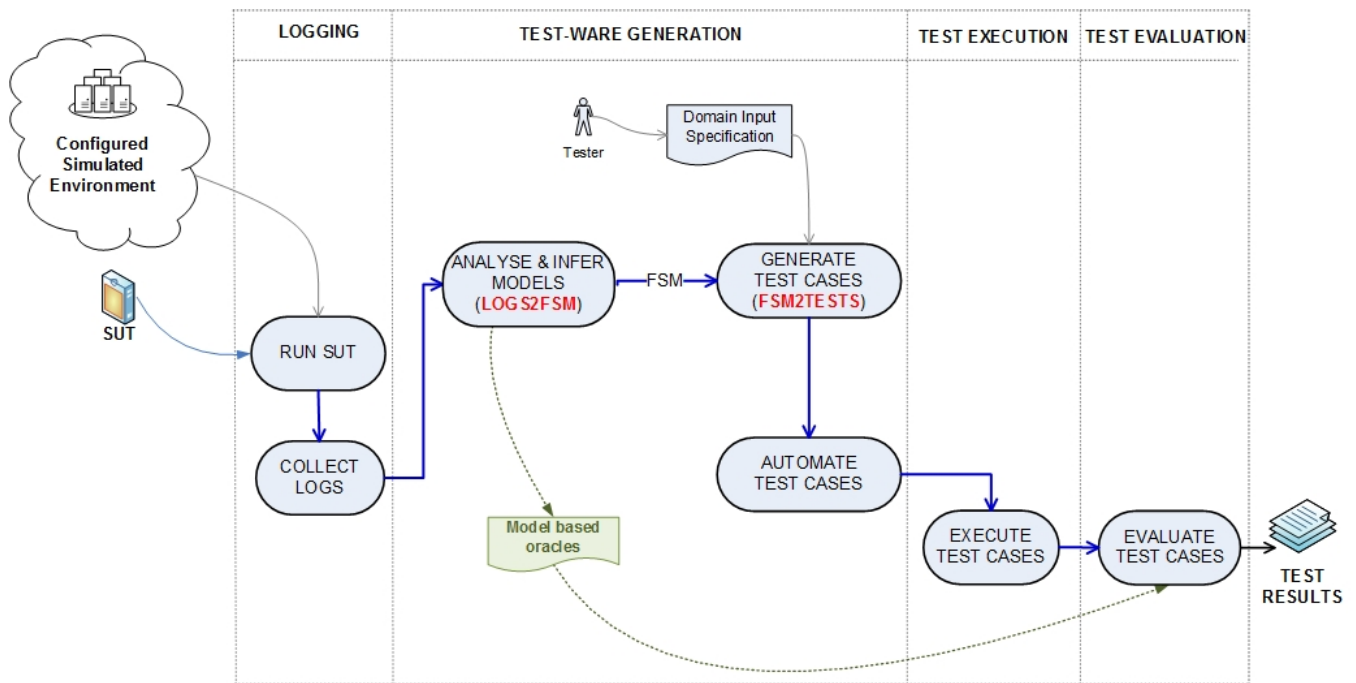 LOGGING
TEST-WARE GENERATION
TEST EXECUTION
TEST EVALUATION
Configured
Simulated
Environment
SUT
Tester
Domain Input
Specification
RUN SUT
COLLECT
LOGS
ANALYSE & INFER
MODELS
(LOGS2FSM)
FSM
GENERATE
TEST CASES
(FSM2TESTS)
AUTOMATE
TEST CASES
Model based
oracles
EXECUTE
TEST CASES
EVALUATE
TEST CASES
TEST
RESULTS